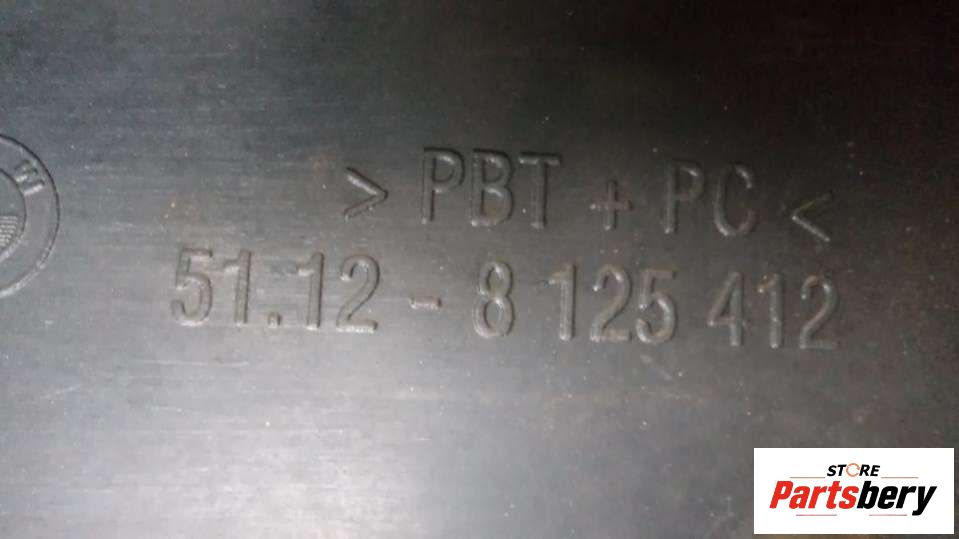 > PBT + PC <
51.12 - 8 125 412
STORE
Partsbery